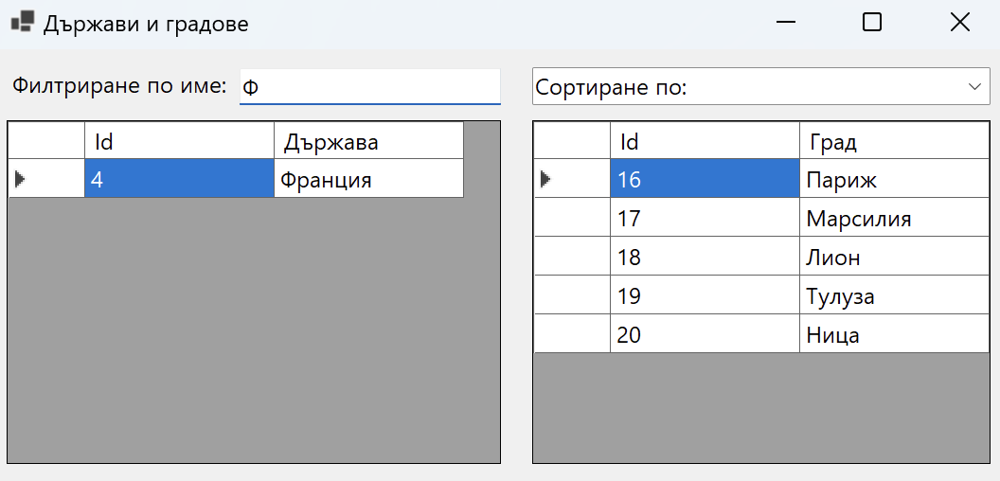 Държави и градове
Филтриране по име: Ф
Сортиране по:
Id Държава
4 Франция
Id Град
16 Париж
17 Марсилия
18 Лион
19 Тулуза
20 Ница